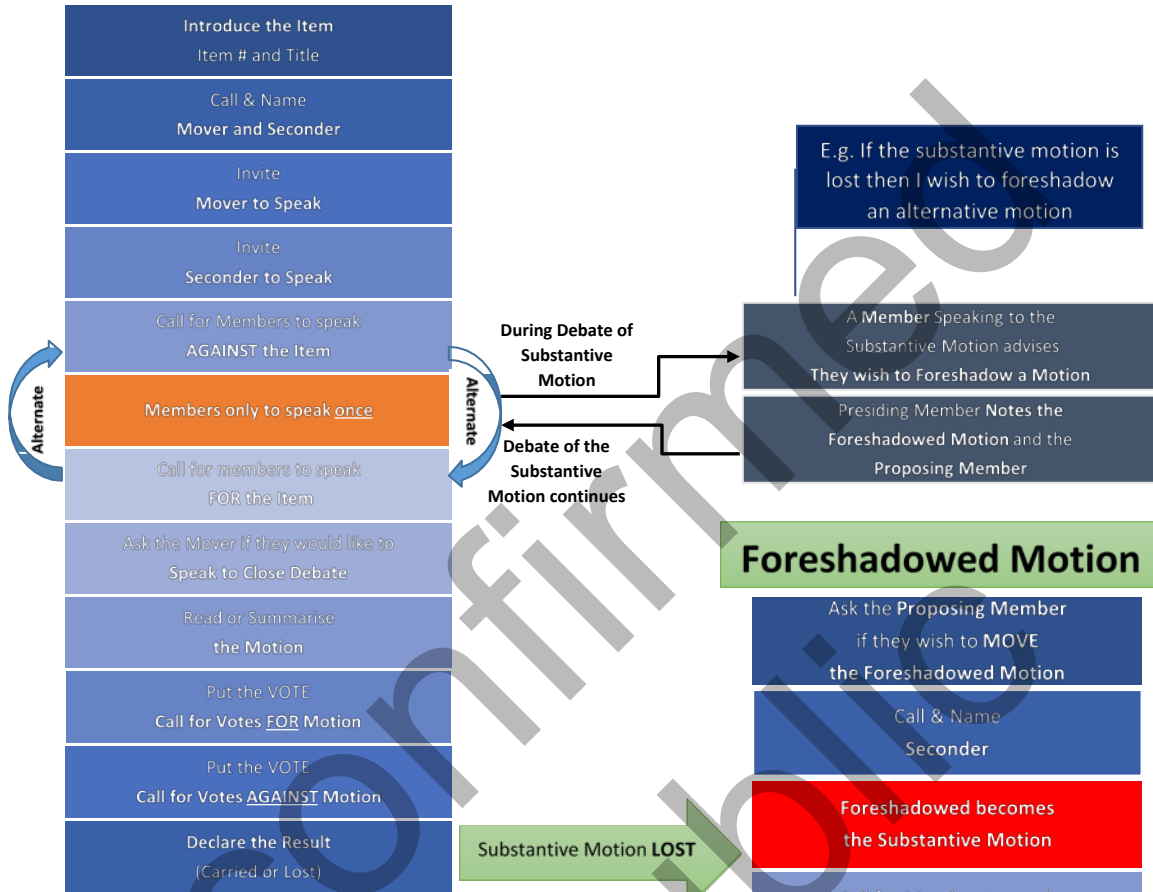 Introduce the Item
Item # and Title
Call & Name
Mover and Seconder
Invite
Mover to Speak
Invite
Seconder to Speak
Call for Members to speak
AGAINST the Item
Members only to speak once
Call for members to speak
FOR the Item
Ask the Mover if they would like to
Speak to Close Debate
Read or Summarise
the Motion
Put the VOTE
Call for Votes FOR Motion
Put the VOTE
Call for Votes AGAINST Motion
Declare the Result
(Carried or Lost)
Alternate
Alternate
During Debate of
Substantive
Motion
Debate of the
Substantive
Motion continues
E.g. If the substantive motion is
lost then I wish to foreshadow
an alternative motion
A Member Speaking to the
Substantive Motion advises
They wish to Foreshadow a Motion
Presiding Member Notes the
Foreshadowed Motion and the
Proposing Member
Foreshadowed Motion
Ask the Proposing Member
if they wish to MOVE
the Foreshadowed Motion
Call & Name
Seconder
Foreshadowed becomes
the Substantive Motion
Substantive Motion LOST